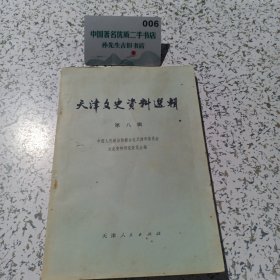 006
中国著名优质二手书店
孙先生古旧书店
天津文史资料选辑
第八辑
中国人民政治协商会议天津市委员会
文史资料研究委员会编
天津人民出版社